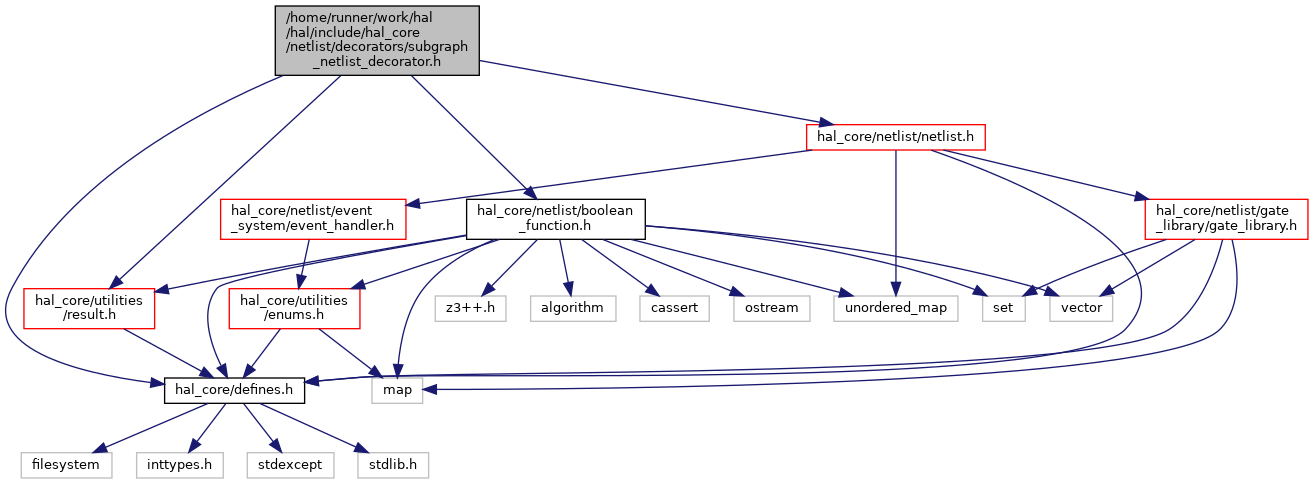 /home/runner/work/hal
/hal/include/hal_core
/netlist/decorators/subgraph
_netlist_decorator.h
hal_core/netlist/netlist.h
hal_core/netlist/event
_system/event_handler.h
hal_core/netlist/boolean
_function.h
hal_core/netlist/gate
_library/gate_library.h
hal_core/utilities
/result.h
hal_core/utilities
/enums.h
z3++.h
algorithm
cassert
ostream
unordered_map
set
vector
hal_core/defines.h
map
filesystem
inttypes.h
stdexcept
stdlib.h